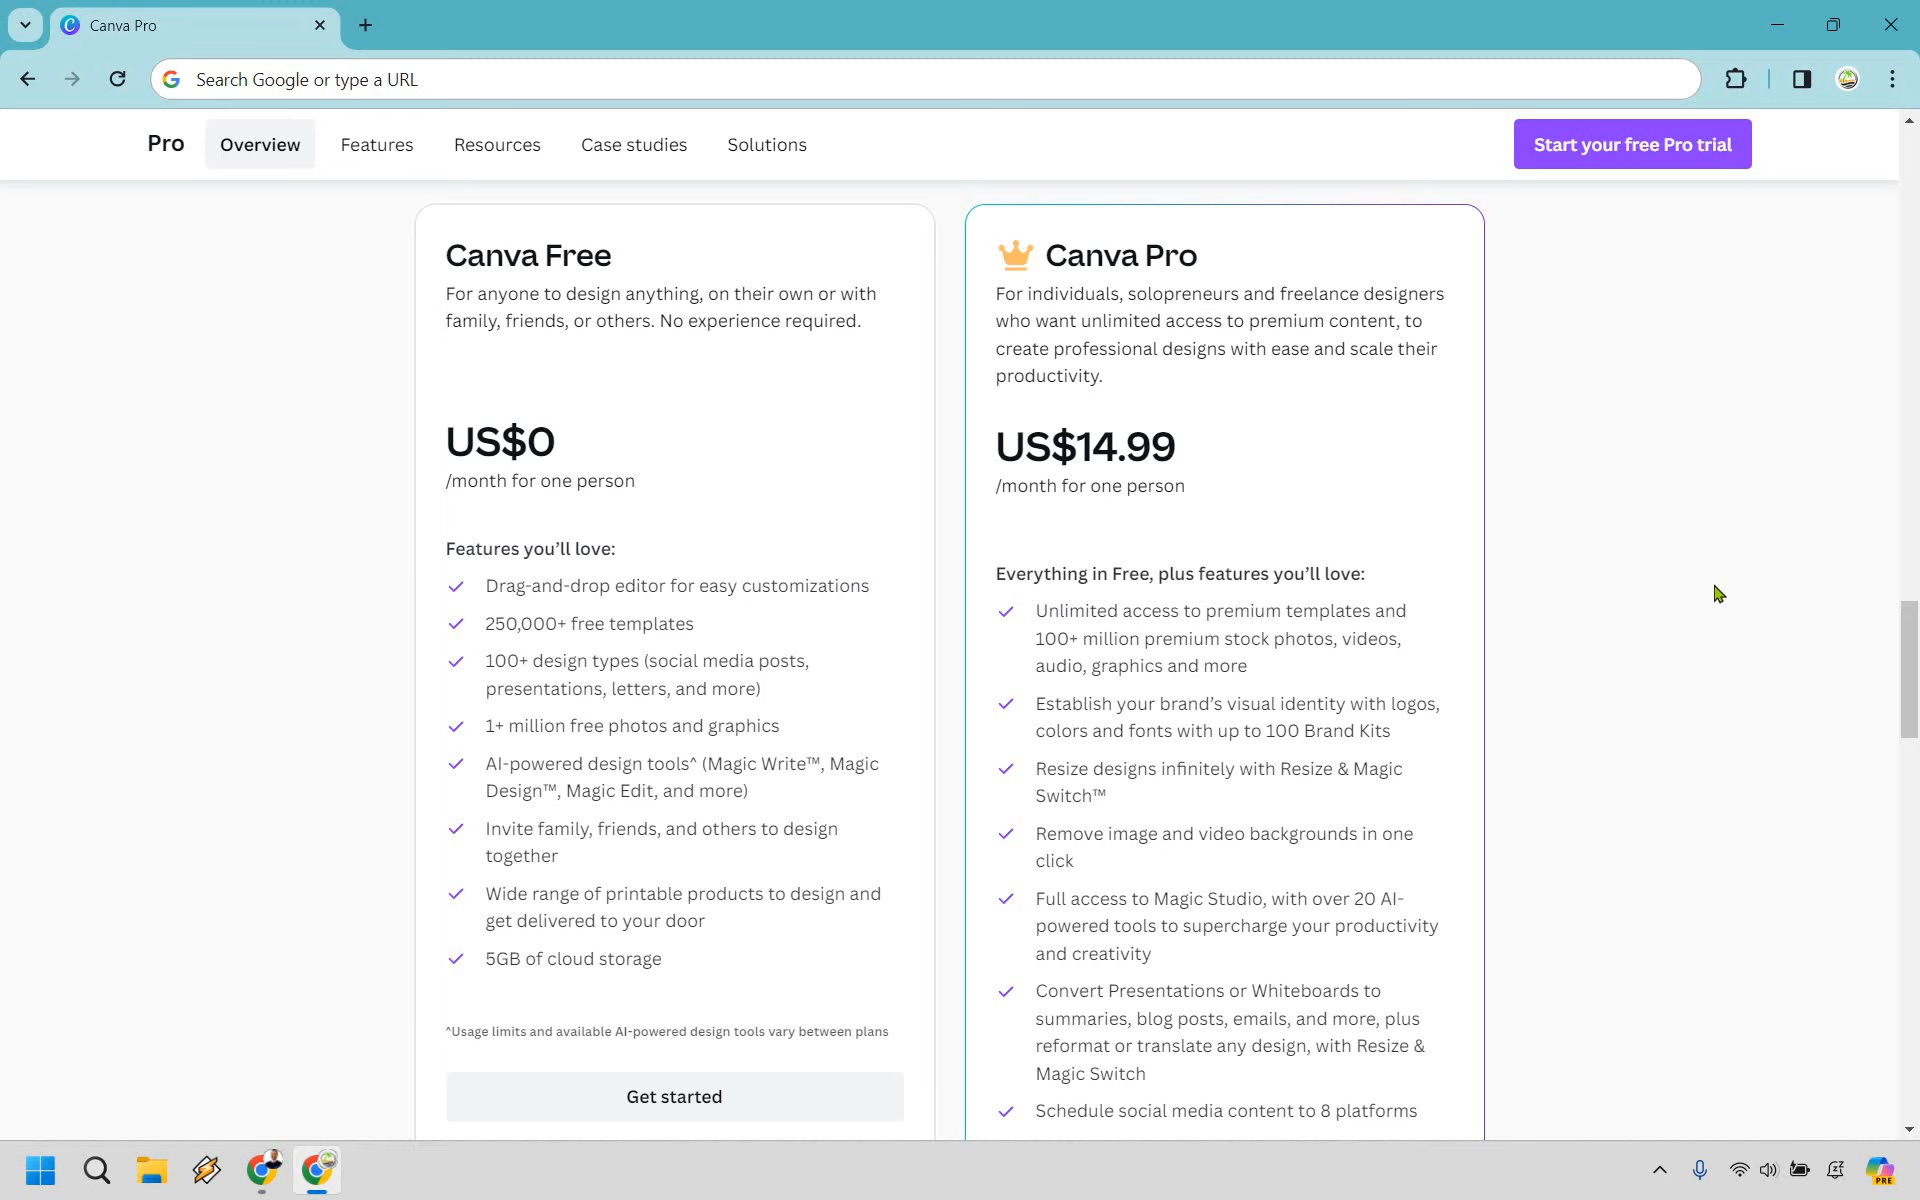 Canva Pro
Search Google or type a URL
Pro
Overview
Features
Resources
Case studies
Solutions
Start your free Pro trial
Canva Free
For anyone to design anything, on their own or with
family, friends, or others. No experience required.
US$0
/month for one person
Features you’ll love:
Drag-and-drop editor for easy customizations
250,000+ free templates
100+ design types (social media posts,
presentations, letters, and more)
1+ million free photos and graphics
AI-powered design tools^ (Magic Write™, Magic
Design™, Magic Edit, and more)
Invite family, friends, and others to design
together
Wide range of printable products to design and
get delivered to your door
5GB of cloud storage
^Usage limits and available AI-powered design tools vary between plans
Get started
Canva Pro
For individuals, solopreneurs and freelance designers
who want unlimited access to premium content, to
create professional designs with ease and scale their
productivity.
US$14.99
/month for one person
Everything in Free, plus features you’ll love:
Unlimited access to premium templates and
100+ million premium stock photos, videos,
audio, graphics and more
Establish your brand’s visual identity with logos,
colors and fonts with up to 100 Brand Kits
Resize designs infinitely with Resize & Magic
Switch™
Remove image and video backgrounds in one
click
Full access to Magic Studio, with over 20 AI-
powered tools to supercharge your productivity
and creativity
Convert Presentations or Whiteboards to
summaries, blog posts, emails, and more, plus
reformat or translate any design, with Resize &
Magic Switch
Schedule social media content to 8 platforms
PRE